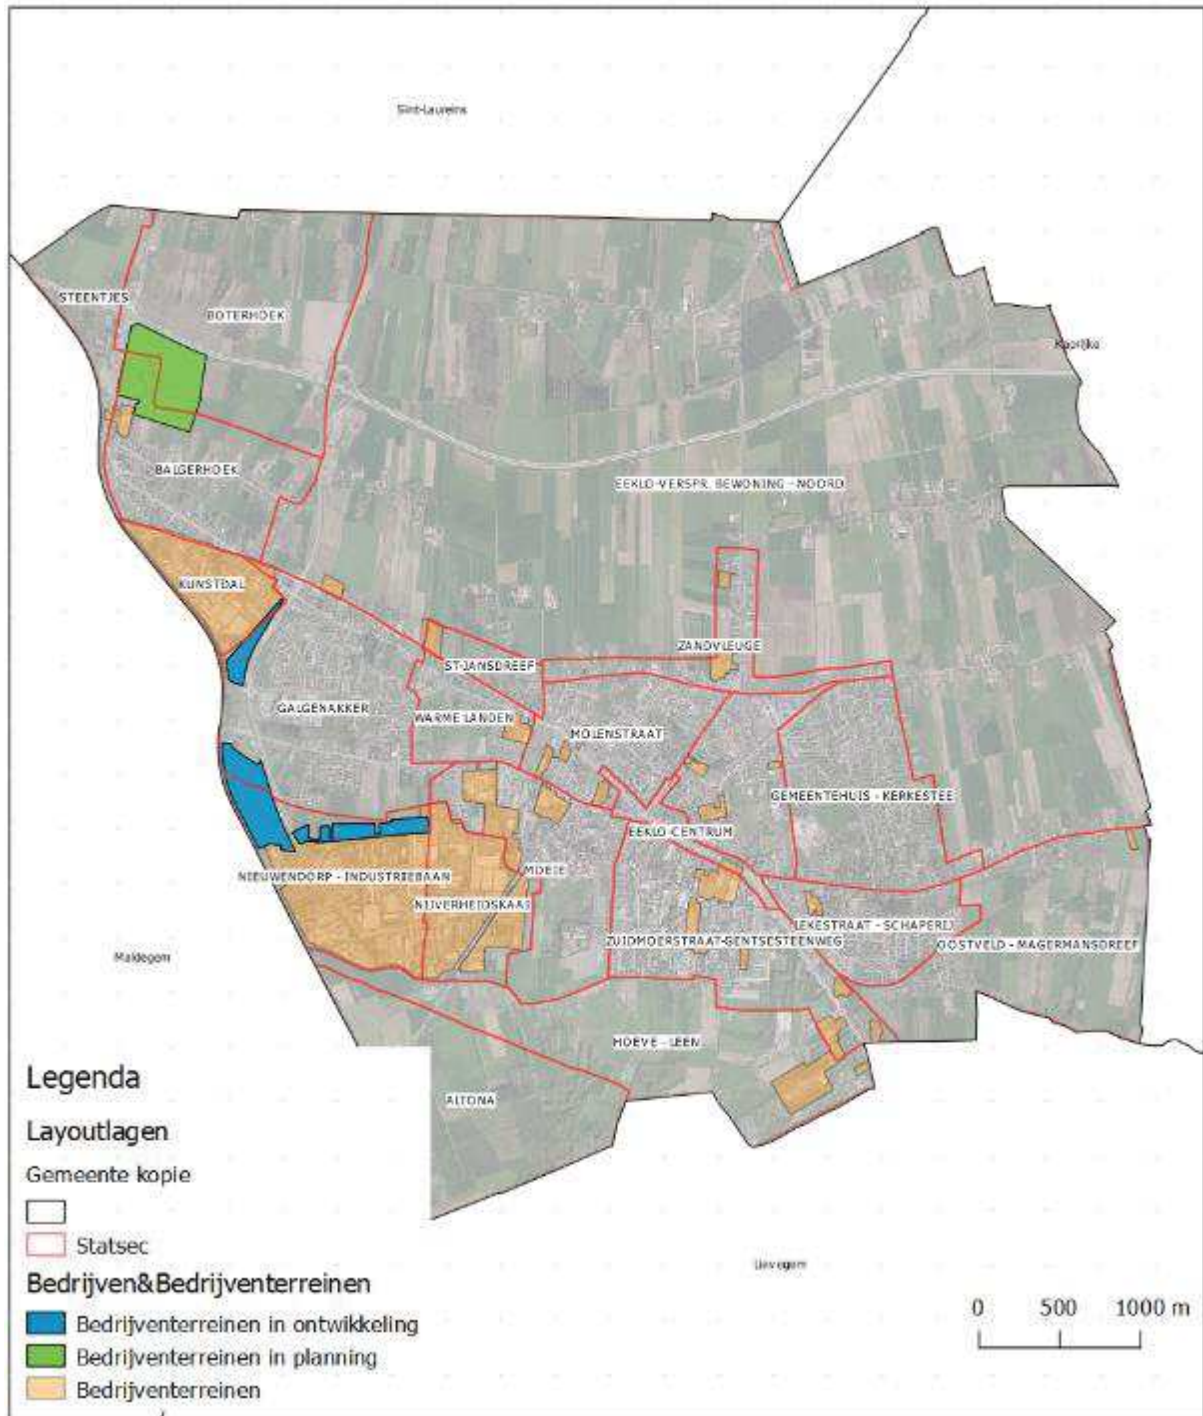 Sint-Laureins
STEENTJES
BOTERHOEK
Kaprijke
BALGERHOEK
EEKLO-VERSPR. BEWONING - NOORD
KUNSTDAL
ZANDVLEUGE
ST-JANSDREEF
GALGENAKKER
WARME LANDEN
MOLENSTRAAT
GEMEENTEHUIS - KERKESTEE
EEKLO-CENTRUM
MOEIE
NIEUWENDORP - INDUSTRIEBAAN
NIJVERHEIDSKAAI
LEKESTRAAT - SCHAPERIJ
ZUIDMOERSTRAAT-GENTSESTEENWEG
OOSTVELD - MAGERMANSDREEF
Maldegem
HOEVE - LEEN
ALTONA
Lievegem
Legenda
Layoutlagen
Gemeente kopie
Statsec
Bedrijven&Bedrijventerreinen
Bedrijventerreinen in ontwikkeling
Bedrijventerreinen in planning
Bedrijventerreinen
0 500 1000 m